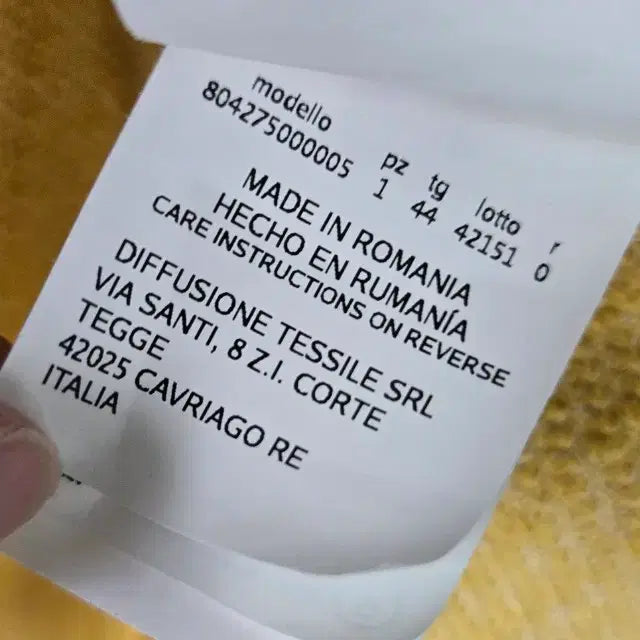 modello pz tg lotto r
804275000005 1 44 42151 0
MADE IN ROMANIA
HECHO EN RUMANÍA
CARE INSTRUCTIONS ON REVERSE
DIFFUSIONE TESSILE SRL
VIA SANTI, 8 Z.I. CORTE
TEGGE
42025 CAVRIAGO RE
ITALIA